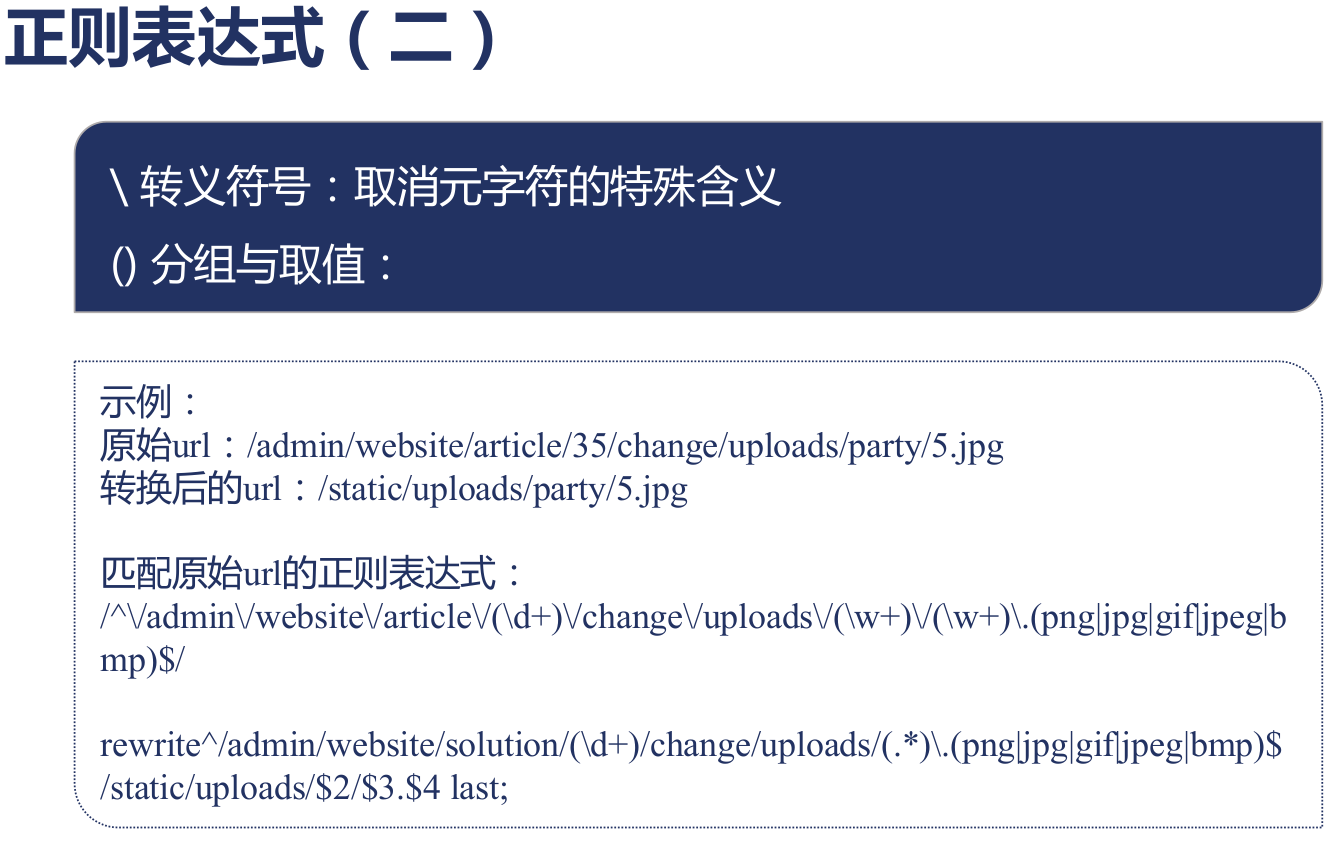 正则表达式（二）
\ 转义符号：取消元字符的特殊含义
() 分组与取值：
示例：
原始url：/admin/website/article/35/change/uploads/party/5.jpg
转换后的url：/static/uploads/party/5.jpg
匹配原始url的正则表达式：
/^\/admin\/website\/article\/(\d+)\/change\/uploads\/(\w+)\/(\w+)\.(png|jpg|gif|jpeg|b
mp)$/
rewrite^/admin/website/solution/(\d+)/change/uploads/(.*)\.(png|jpg|gif|jpeg|bmp)$
/static/uploads/$2/$3.$4 last;